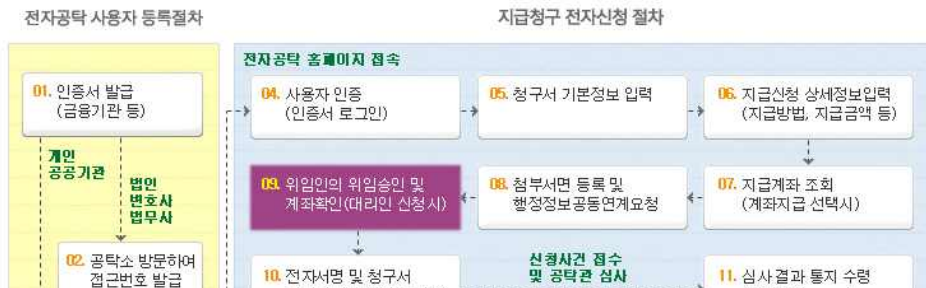 전자공탁 사용자 등록절차
지급청구 전자신청 절차
전자공탁 홈페이지 접속
01. 인증서 발급
(금융기관 등)
개인
공공기관
법인
변호사
법무사
02. 공탁소 방문하여
접근번호 발급
04. 사용자 인증
(인증서 로그인)
05. 청구서 기본정보 입력
06. 지급신청 상세정보입력
(지급방법, 지급금액 등)
09. 위임인의 위임승인 및
계좌확인(대리인 신청시)
08. 첨부서면 등록 및
행정정보공동연계요청
07. 지급계좌 조회
(계좌지급 선택시)
10. 전자서명 및 청구서
신청사건 접수
및 공탁관 심사
11. 심사결과 통지 수령